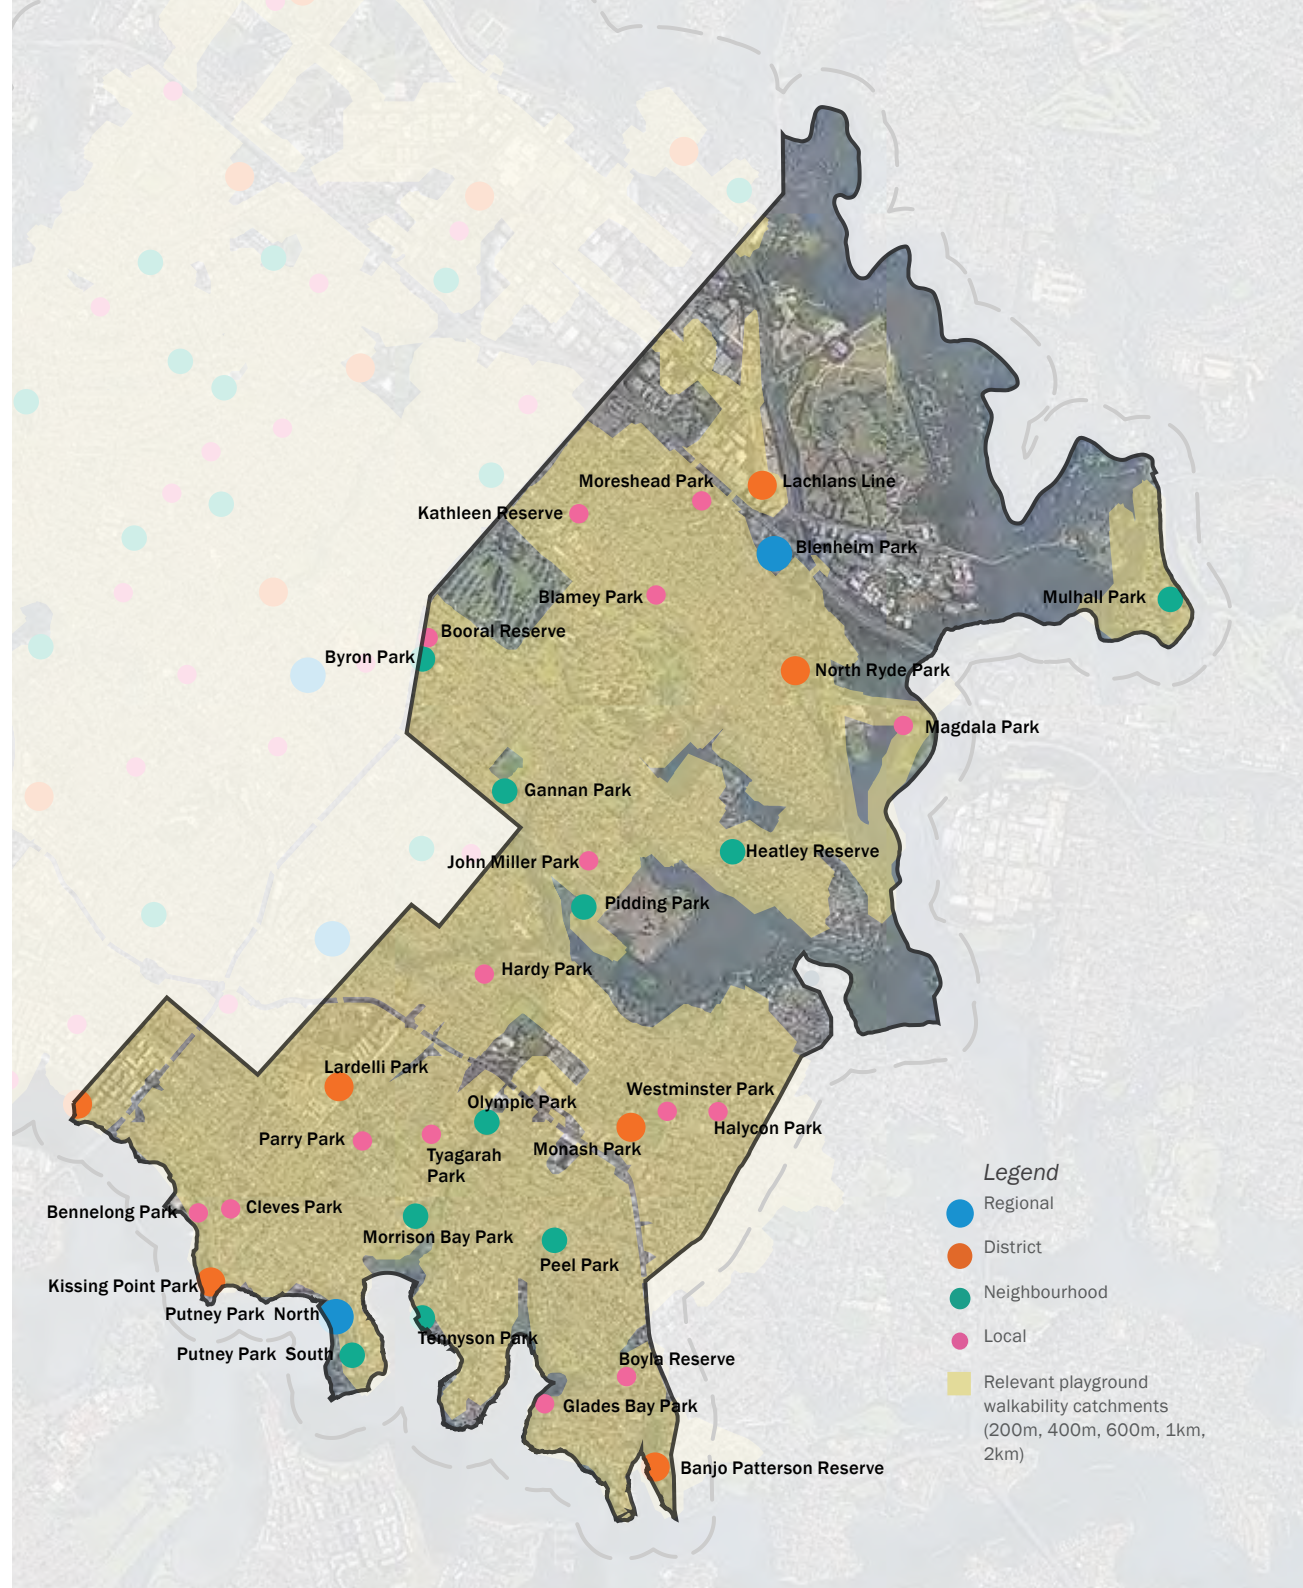 Moreshead Park
Lachlans Line
Kathleen Reserve
Blenheim Park
Blamey Park
Mulhall Park
Booral Reserve
Byron Park
North Ryde Park
Magdala Park
Gannan Park
Heatley Reserve
John Miller Park
Pidding Park
Hardy Park
Lardelli Park
Westminster Park
Olympic Park
Halycon Park
Parry Park
Monash Park
Tyagarah
Park
Bennelong Park
Cleves Park
Morrison Bay Park
Peel Park
Kissing Point Park
Putney Park North
Tennyson Park
Putney Park South
Boyla Reserve
Glades Bay Park
Banjo Patterson Reserve
Legend
Regional
District
Neighbourhood
Local
Relevant playground
walkability catchments
(200m, 400m, 600m, 1km,
2km)